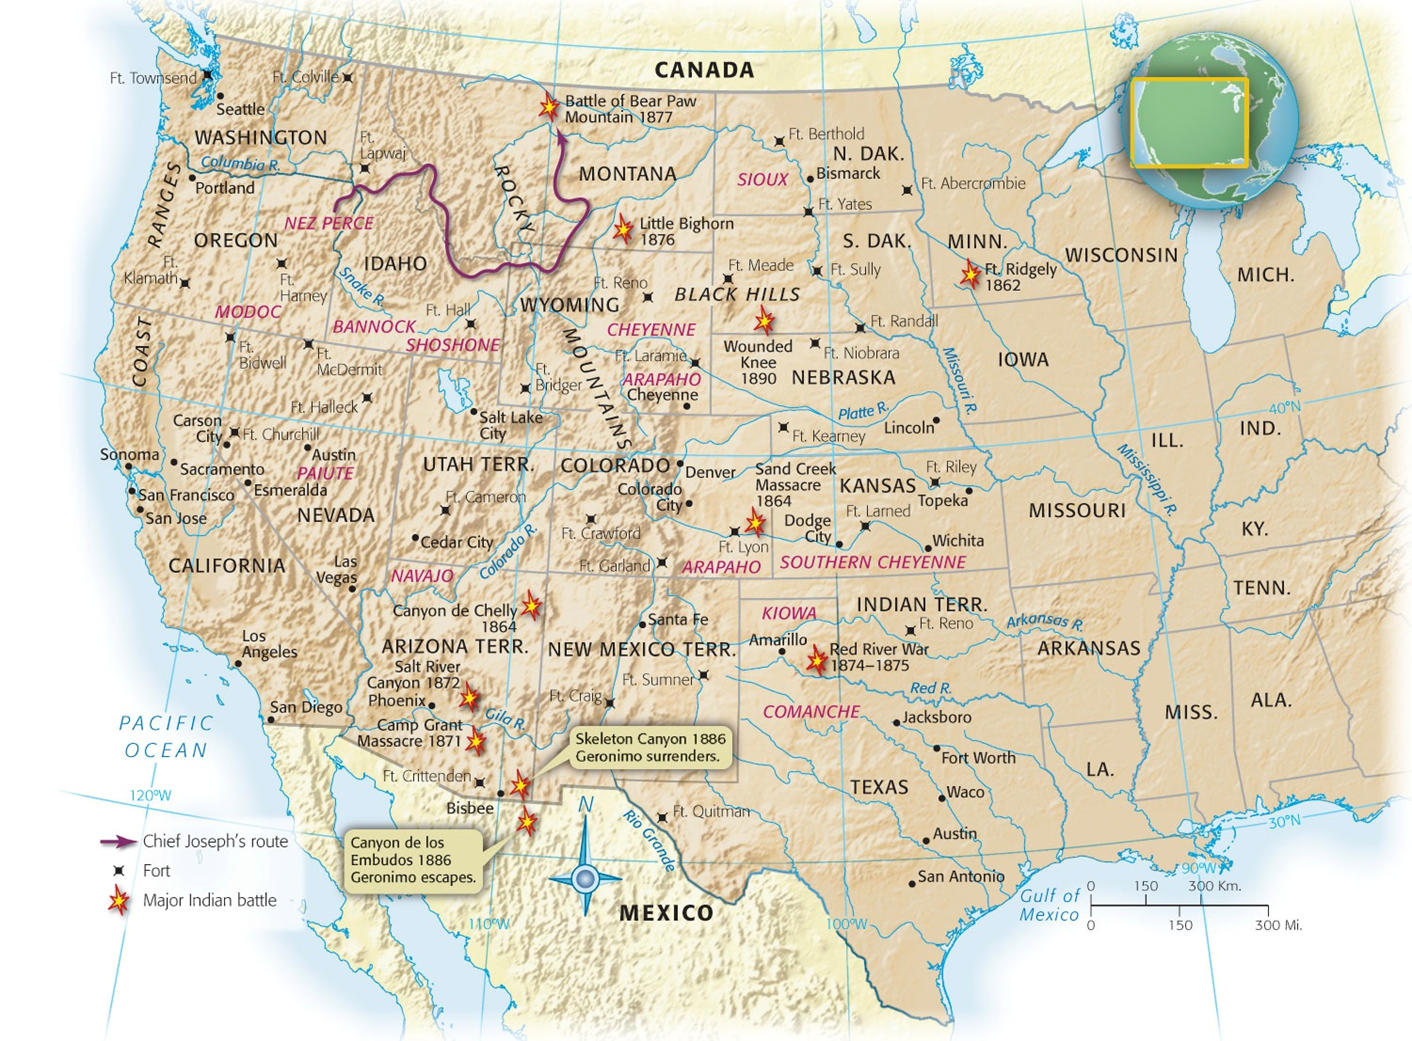 CANADA
Ft. Townsend
Ft. Colville
Seattle
WASHINGTON
Ft.
Lapwai
Columbia R.
Portland
Battle of Bear Paw
Mountain 1877
Ft. Berthold
N. DAK.
MONTANA
SIOUX
Bismarck
Ft. Abercrombie
Ft. Yates
COAST
RANGES
ROCKY
MOUNTAINS
NEZ PERCE
OREGON
IDAHO
Little Bighorn
1876
S. DAK.
MINN.
WISCONSIN
MICH.
Ft.
Klamath
Ft.
Harney
Snake R.
Ft. Reno
Ft. Meade
Ft. Sully
Ft. Ridgely
1862
WYOMING
BLACK HILLS
MODOC
BANNOCK
Ft. Hall
SHOSHONE
CHEYENNE
Ft. Randall
Ft.
Bidwell
Ft.
McDermit
Ft. Laramie
Wounded
Knee
1890
Ft. Niobrara
NEBRASKA
Missouri R.
IOWA
Ft.
Bridger
ARAPAHO
Cheyenne
Ft. Halleck
Salt Lake
City
Platte R.
Lincoln
40°N
Carson
City
Ft. Churchill
Austin
Ft. Kearney
ILL.
IND.
Sonoma
Sacramento
PAIUTE
Esmeralda
UTAH TERR.
COLORADO
Denver
Sand Creek
Massacre
1864
KANSAS
Ft. Riley
Topeka
Mississippi R.
San Francisco
San Jose
NEVADA
Ft. Cameron
Colorado
City
Ft. Crawford
Dodge
City
Ft. Larned
MISSOURI
KY.
Cedar City
Colorado R.
Ft. Lyon
Wichita
CALIFORNIA
Las
Vegas
NAVAJO
Ft. Garland
ARAPAHO
SOUTHERN CHEYENNE
TENN.
Canyon de Chelly
1864
Santa Fe
KIOWA
INDIAN TERR.
Ft. Reno
Arkansas R.
Los
Angeles
ARIZONA TERR.
NEW MEXICO TERR.
Amarillo
Red River War
1874–1875
ARKANSAS
Salt River
Canyon 1872
Phoenix
Ft. Sumner
Red R.
San Diego
Gila R.
Ft. Craig
COMANCHE
Jacksboro
MISS.
ALA.
PACIFIC
OCEAN
Camp Grant
Massacre 1871
Skeleton Canyon 1886
Geronimo surrenders.
Fort Worth
LA.
Ft. Crittenden
TEXAS
Waco
120°W
Bisbee
N
Rio Grande
Ft. Quitman
Austin
30°N
Chief Joseph's route
Fort
Major Indian battle
Canyon de los
Embudos 1886
Geronimo escapes.
San Antonio
90°W
MEXICO
110°W
100°W
Gulf of
Mexico
0 150 300 Km.
0 150 300 Mi.